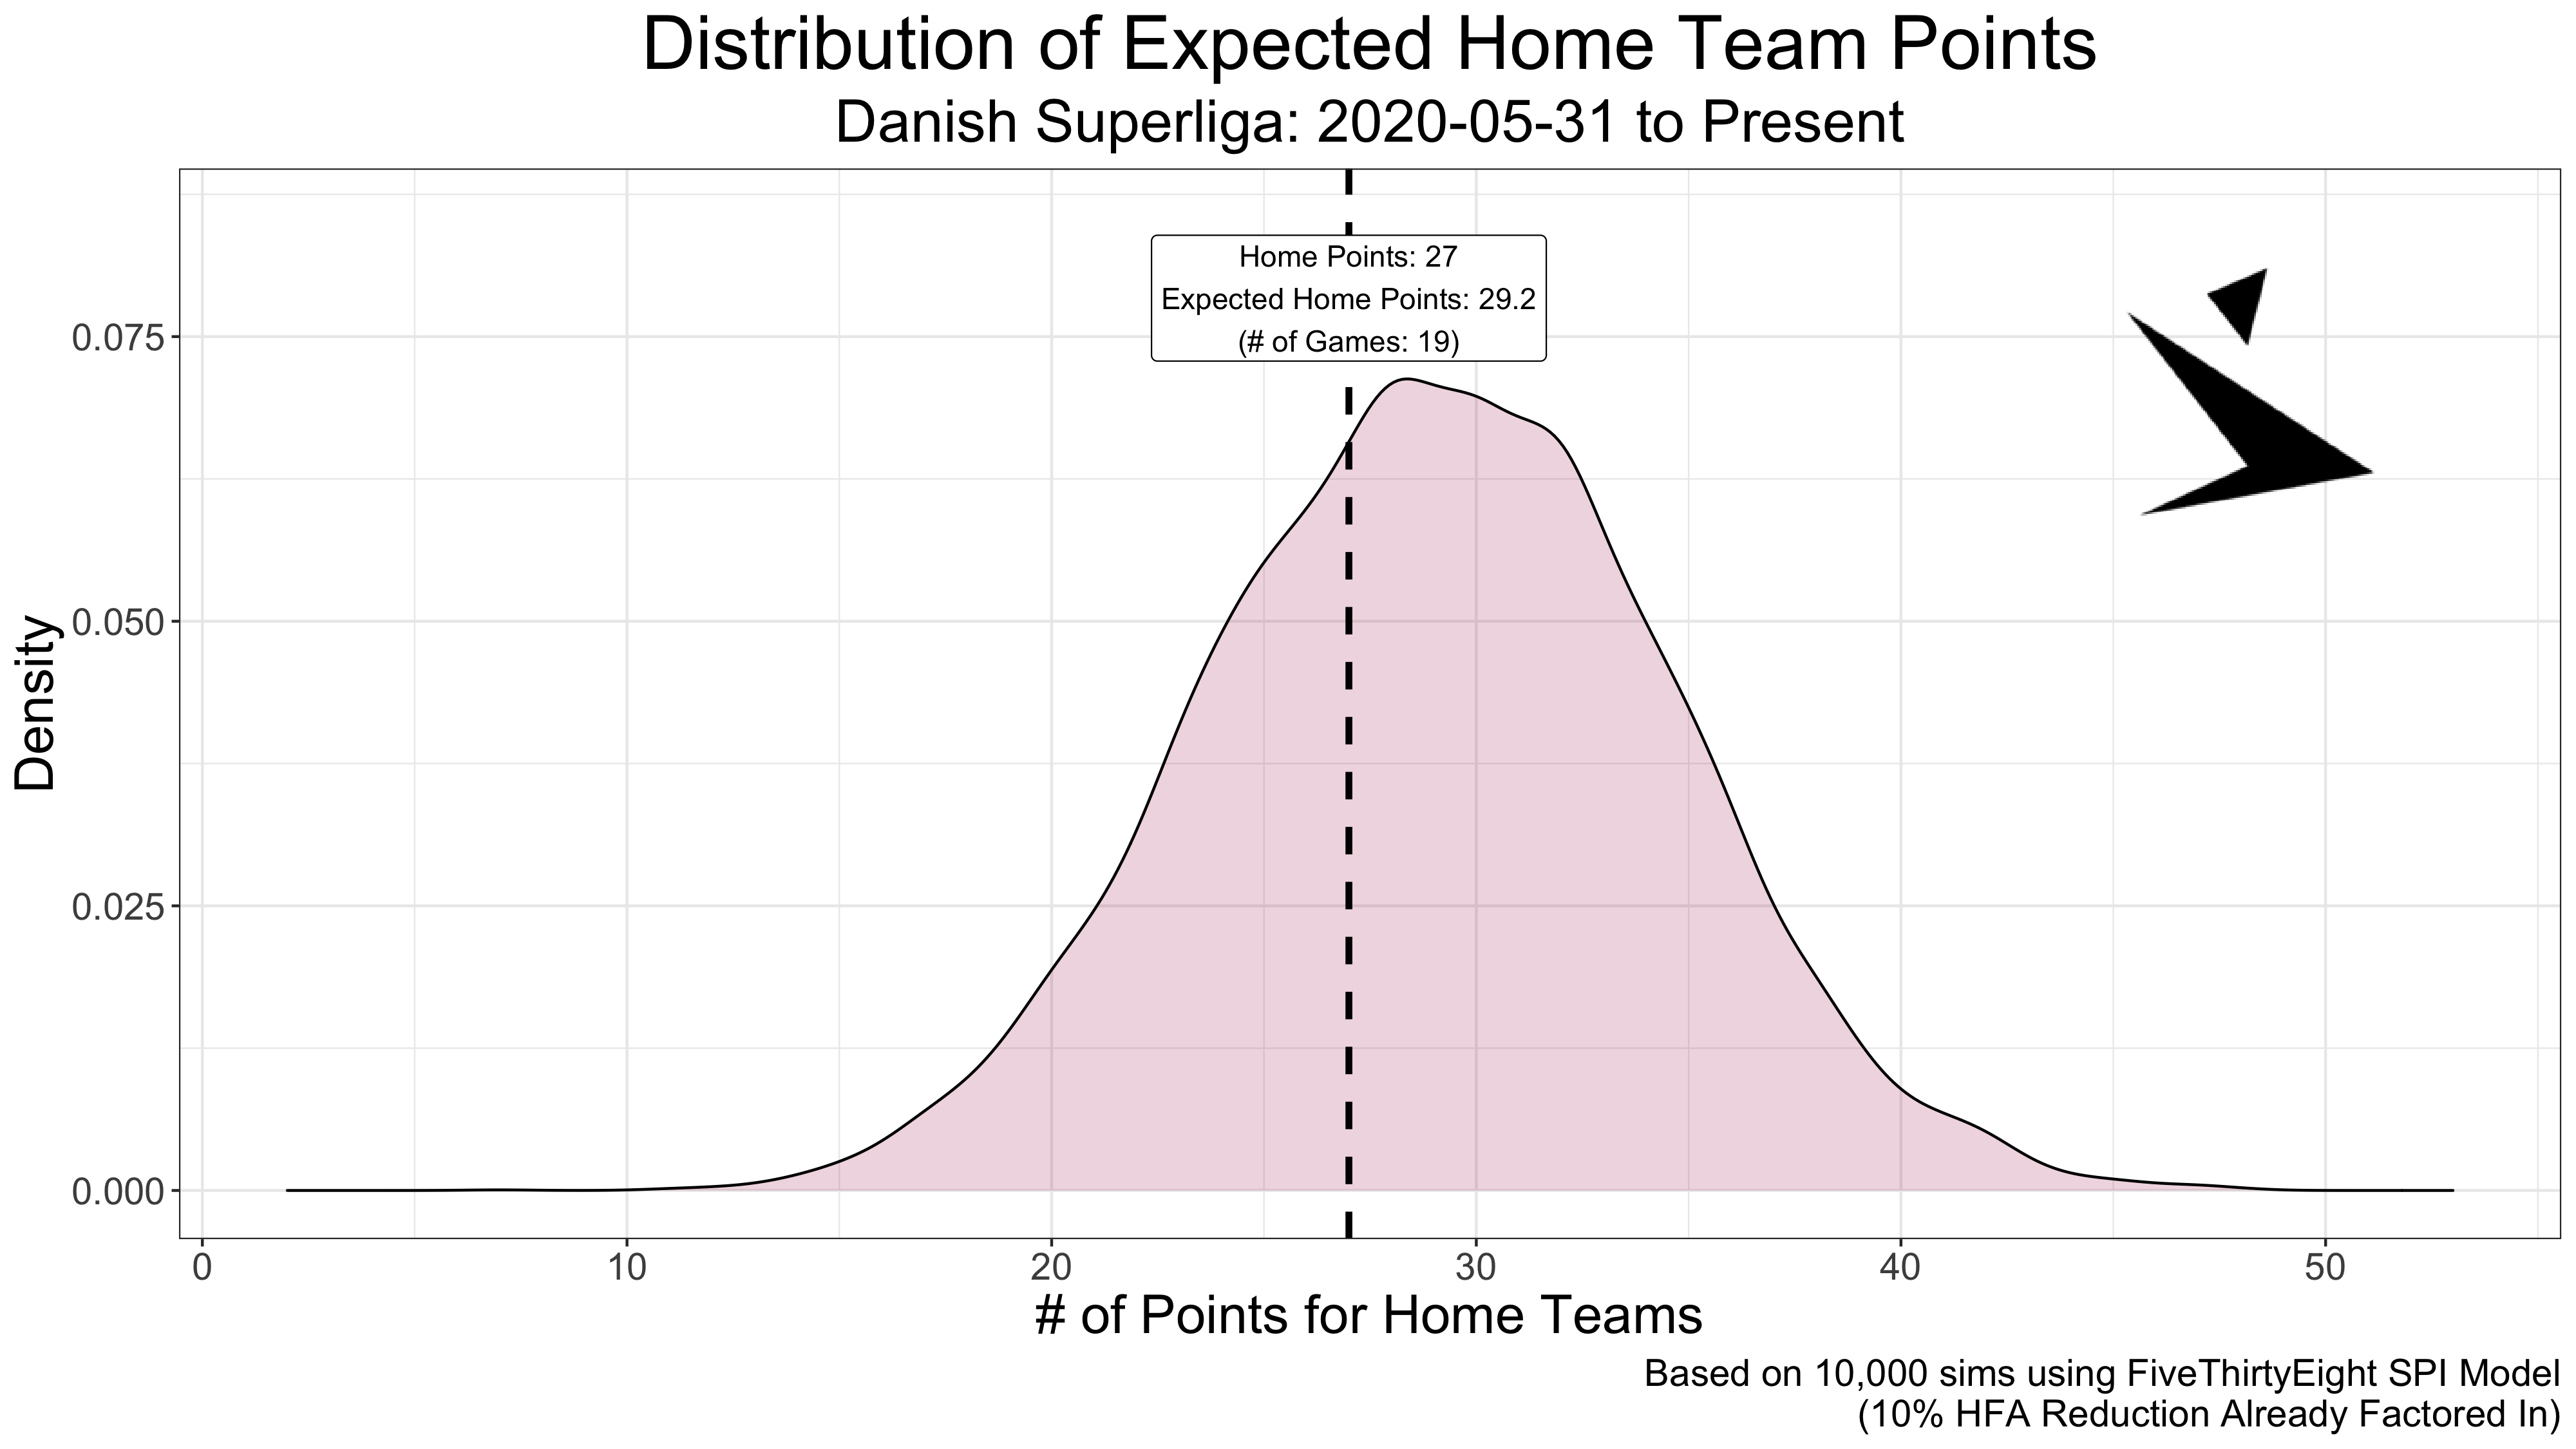 Distribution of Expected Home Team Points
Danish Superliga: 2020-05-31 to Present
Home Points: 27
Expected Home Points: 29.2
(# of Games: 19)
Density
0.075
0.050
0.025
0.000
0 10 20 30 40 50
# of Points for Home Teams
Based on 10,000 sims using FiveThirtyEight SPI Model
(10% HFA Reduction Already Factored In)